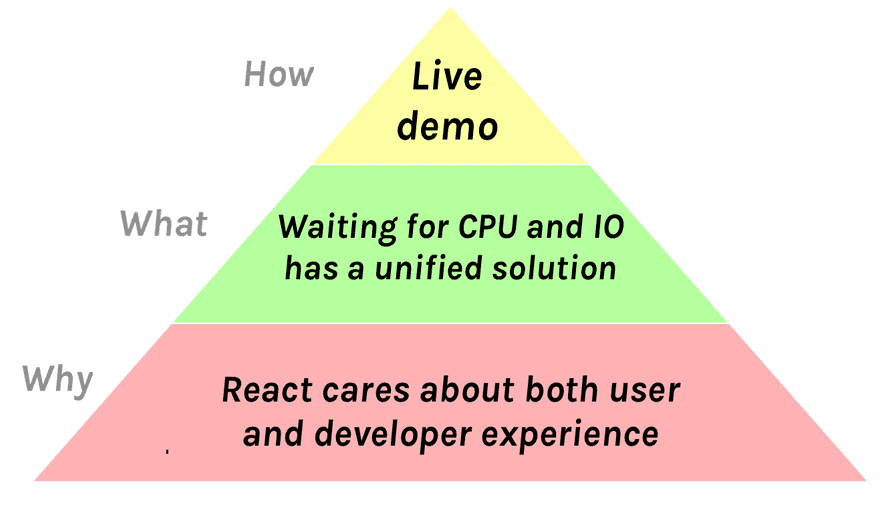 How
Live
demo
What
Waiting for CPU and IO
has a unified solution
Why
React cares about both user
and developer experience